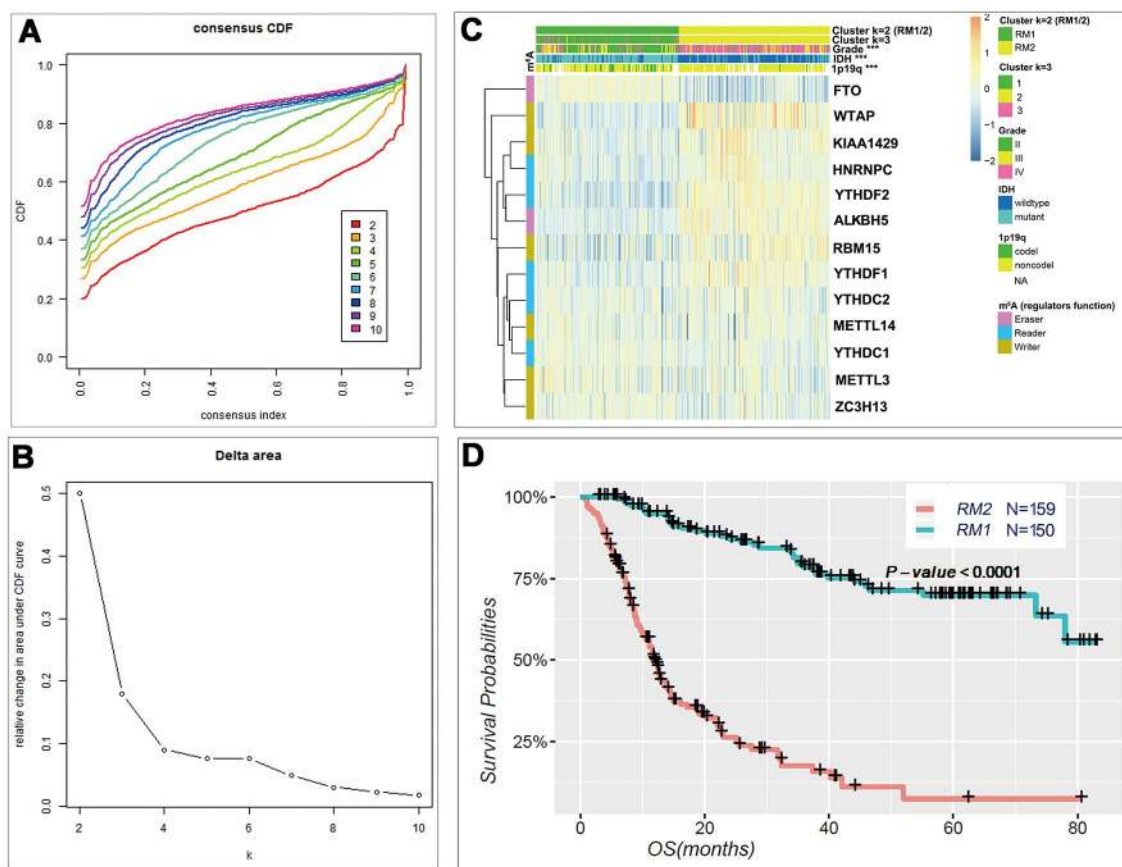 A
consensus CDF
CDF
1.0
0.8
0.6
0.4
0.2
0.0
2
3
4
5
6
7
8
9
10
0.0
0.2
0.4
0.6
0.8
1.0
consensus index
B
Delta area
relative change in area under CDF curve
0.5
0.4
0.3
0.2
0.1
0.0
2
4
6
8
10
k
C
m⁶A
Cluster k=2 (RM1/2)
Cluster k=3
Grade ***
IDH ***
1p19q ***
FTO
WTAP
KIAA1429
HNRNPC
YTHDF2
ALKBH5
RBM15
YTHDF1
YTHDC2
METTL14
YTHDC1
METTL3
ZC3H13
2
1
0
−1
−2
Cluster k=2 (RM1/2)
RM1
RM2
Cluster k=3
1
2
3
Grade
II
III
IV
IDH
wildtype
mutant
1p19q
codel
noncodel
NA
m⁶A (regulators function)
Eraser
Reader
Writer
D
Survival Probabilities
100%
75%
50%
25%
RM2 N=159
RM1 N=150
P−value<0.0001
0
20
40
60
80
OS(months)